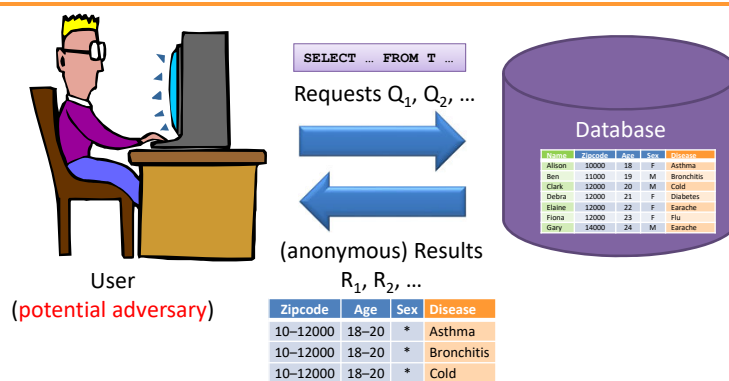 SELECT … FROM T …
Requests Q1, Q2, …
Database
Name Zipcode Age Sex Disease
Alison 10000 18 F Asthma
Ben 11000 19 M Bronchitis
Clark 12000 20 M Cold
Debra 12000 21 F Diabetes
Elaine 12000 22 F Earache
Fiona 12000 23 F Flu
Gary 14000 24 M Earache
(anonymous) Results
R1, R2, …
User
(potential adversary)
Zipcode Age Sex Disease
10–12000 18–20 * Asthma
10–12000 18–20 * Bronchitis
10–12000 18–20 * Cold